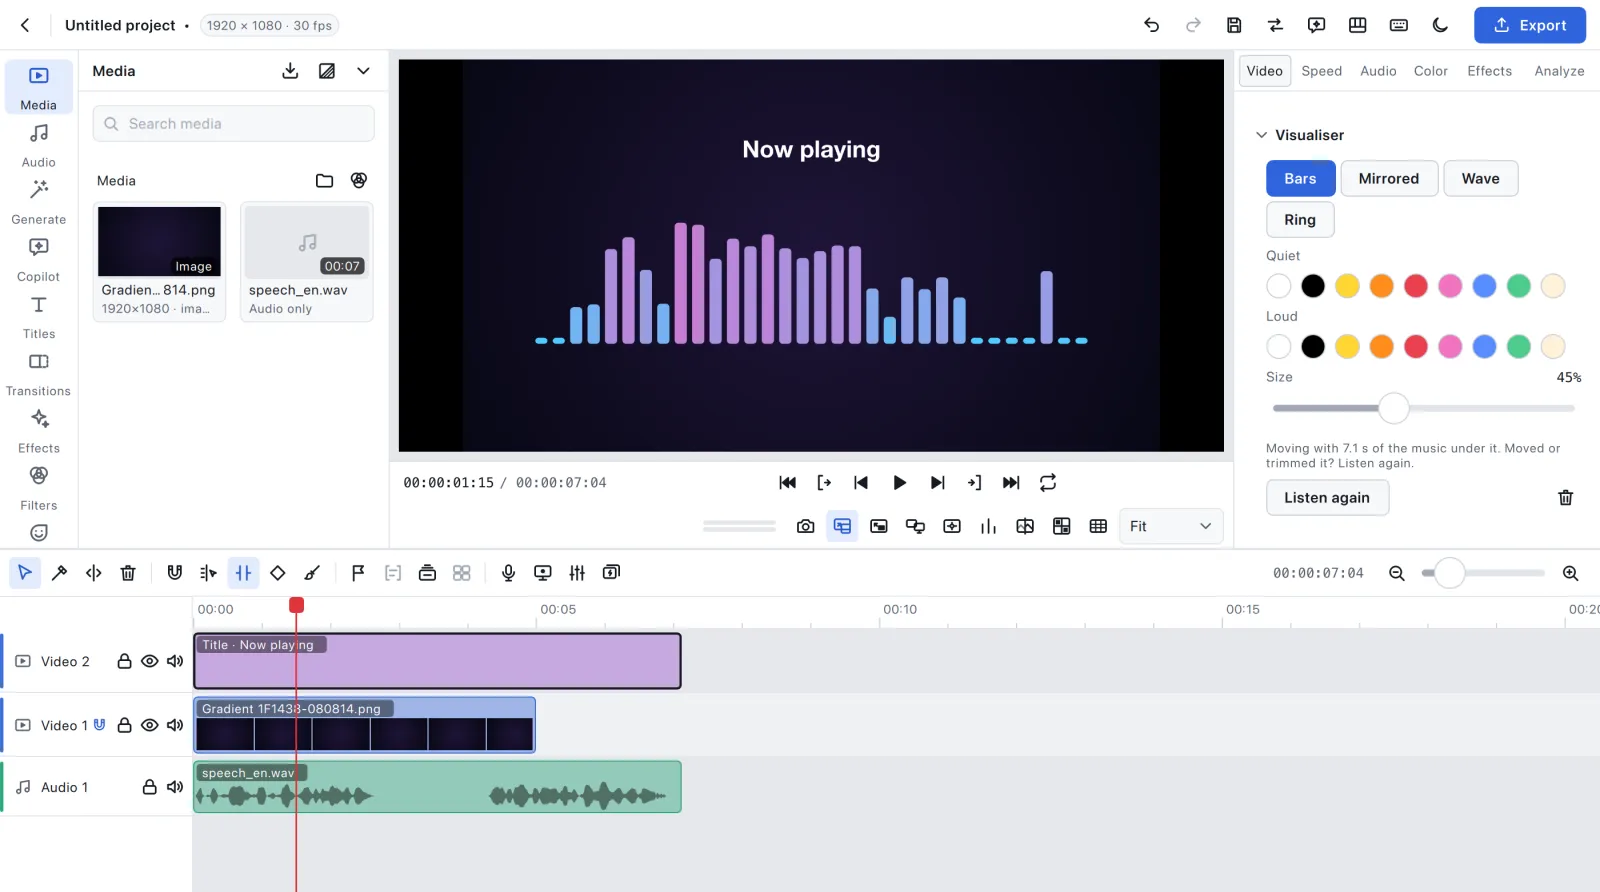 Untitled project •
1920 × 1080 · 30 fps
Export
Media
Audio
Generate
Copilot
Titles
Transitions
Effects
Filters
Media
Search media
Media
Image
Gradien... 814.png
1920×1080 · ima...
00:07
speech_en.wav
Audio only
Now playing
00:00:01:15 / 00:00:07:04
Fit
Video Speed Audio Color Effects Analyze
Visualiser
Bars Mirrored Wave
Ring
Quiet
Loud
Size 45%
Moving with 7.1 s of the music under it. Moved or
trimmed it? Listen again.
Listen again
00:00:07:04
00:00 00:05 00:10 00:15 00:20
Video 2
Title · Now playing
Video 1
Gradient 1F1438-080814.png
Audio 1
speech_en.wav